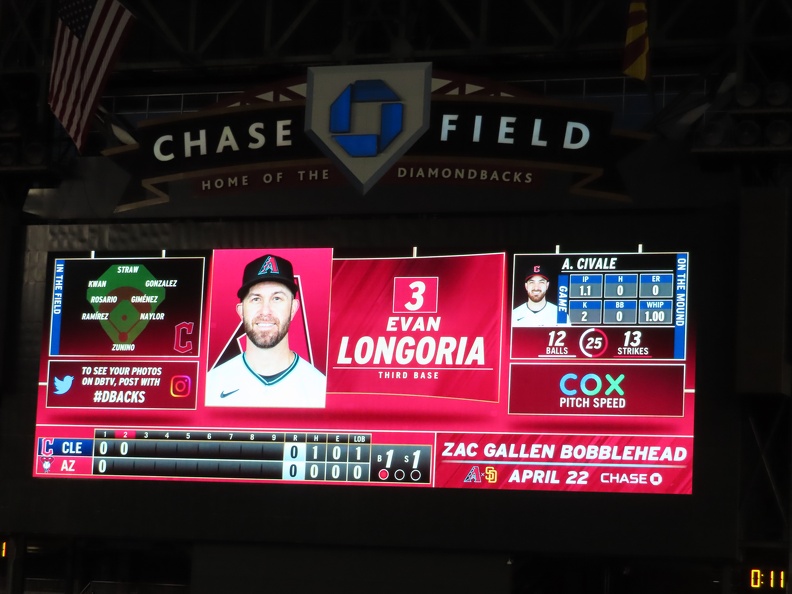 CHASE FIELD
HOME OF THE DIAMONDBACKS
IN THE FIELD
STRAW
KWAN GONZALEZ
ROSARIO GIMÉNEZ
RAMÍREZ NAYLOR
ZUNINO
C
TO SEE YOUR PHOTOS
ON DBTV, POST WITH
#DBACKS
A
3
EVAN
LONGORIA
THIRD BASE
A. CIVALE
ON THE MOUND
GAME
IP H ER
1.1 0 0
K BB WHIP
2 0 1.00
12 25 13
BALLS STRIKES
COX
PITCH SPEED
1 2 3 4 5 6 7 8 9 R H E LOB
C CLE 0 0 0 1 0 1
AZ 0 0 0 0 0
B 1 S 1
ZAC GALLEN BOBBLEHEAD
A SD APRIL 22 CHASE
1
0:11